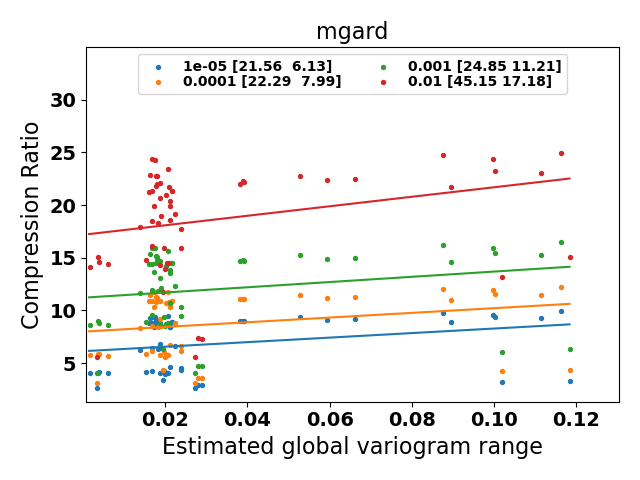 mgard
1e-05 [21.56  6.13]
0.0001 [22.29  7.99]
0.001 [24.85 11.21]
0.01 [45.15 17.18]
Compression Ratio
30
25
20
15
10
5
0.02 0.04 0.06 0.08 0.10 0.12
Estimated global variogram range